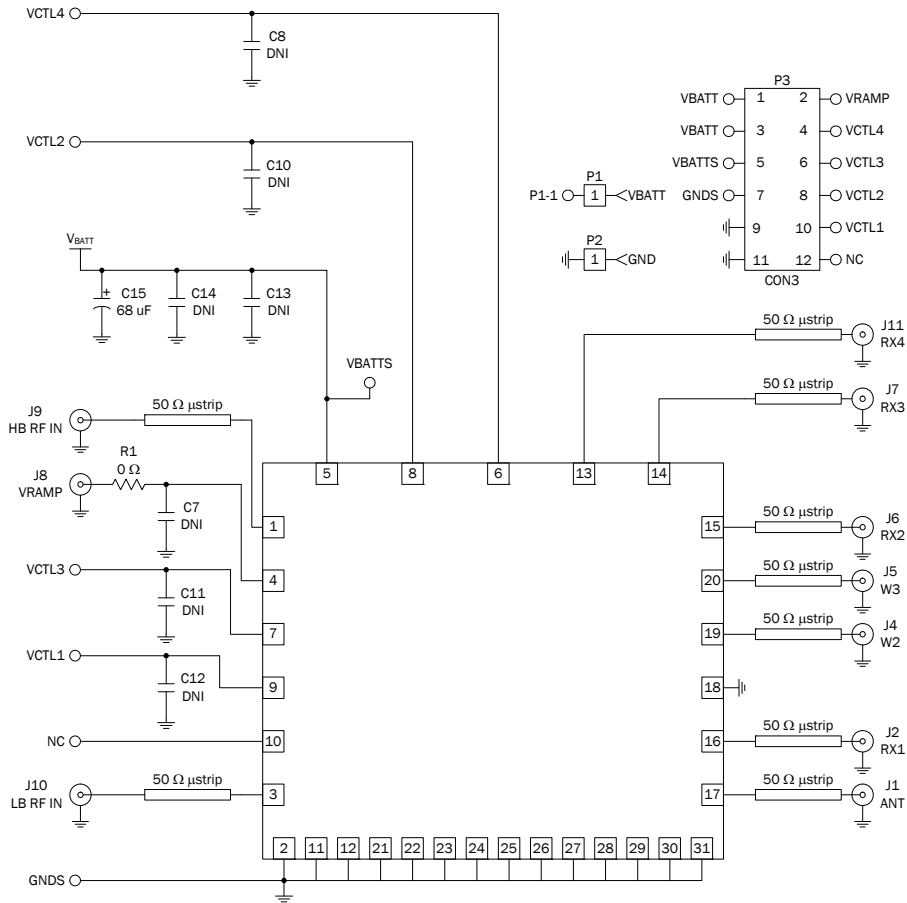 VCTL4
C8
DNI
VCTL2
C10
DNI
VBATT
C15
+
68 uF
C14
DNI
C13
DNI
VBATTS
P3
VBATT 1 2 VRAMP
VBATT 3 4 VCTL4
VBATTS 5 6 VCTL3
GNDS 7 8 VCTL2
9 10 VCTL1
11 12 NC
CON3
P1
P1-1 1 VBATT
P2
1 GND
50 Ω µstrip
J11
RX4
50 Ω µstrip
J7
RX3
J9
HB RF IN
50 Ω µstrip
R1
0 Ω
J8
VRAMP
C7
DNI
VCTL3
C11
DNI
VCTL1
C12
DNI
NC
J10
LB RF IN
50 Ω µstrip
GNDS
5 8 6 13 14
1
4
7
9
10
3
15
20
19
18
16
17
50 Ω µstrip
J6
RX2
50 Ω µstrip
J5
W3
50 Ω µstrip
J4
W2
50 Ω µstrip
J2
RX1
50 Ω µstrip
J1
ANT
2 11 12 21 22 23 24 25 26 27 28 29 30 31